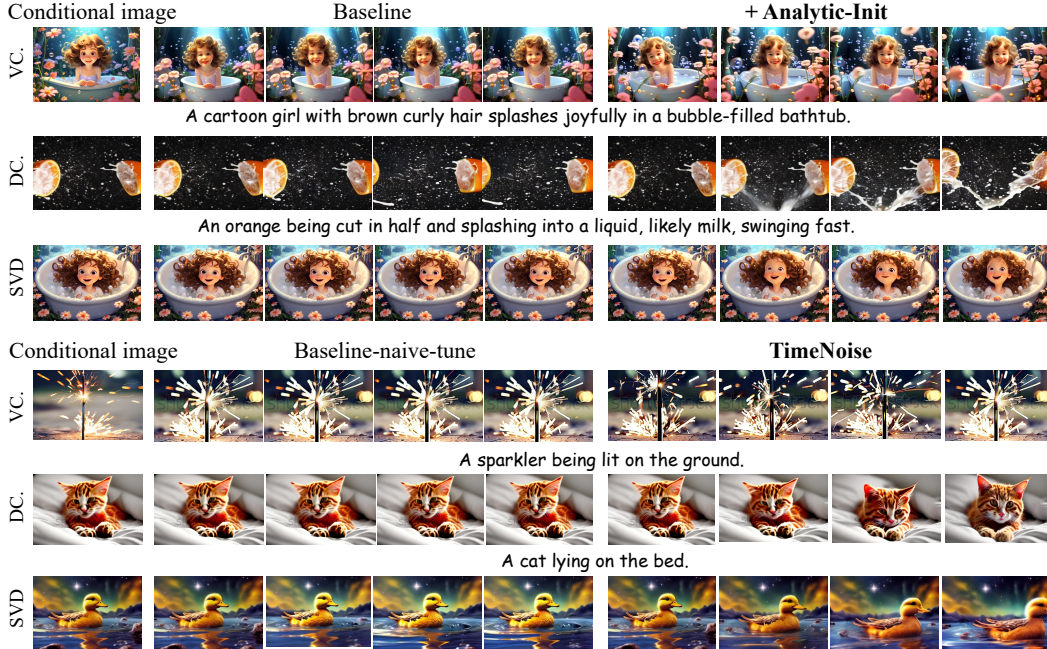 Conditional image Baseline + Analytic-Init
VC.
A cartoon girl with brown curly hair splashes joyfully in a bubble-filled bathtub.
DC.
An orange being cut in half and splashing into a liquid, likely milk, swinging fast.
SVD
Conditional image Baseline-naive-tune TimeNoise
VC.
A sparkler being lit on the ground.
DC.
A cat lying on the bed.
SVD